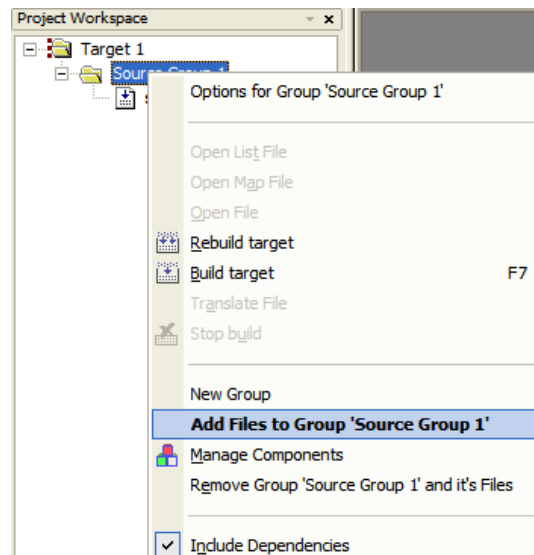 Project Workspace
Target 1
Source Group 1
Options for Group 'Source Group 1'
Open List File
Open Map File
Open File
Rebuild target
Build target F7
Translate File
Stop build
New Group
Add Files to Group 'Source Group 1'
Manage Components
Remove Group 'Source Group 1' and it's Files
Include Dependencies